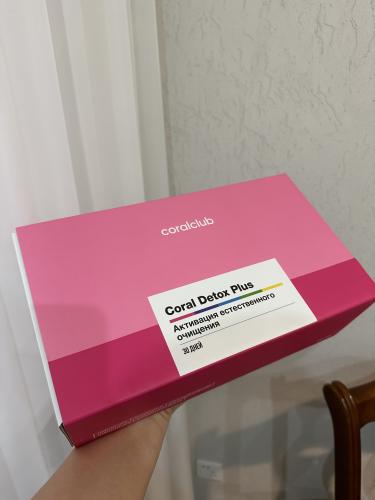 coralclub
Coral Detox Plus
Активация естественного
очищения
30 ДНЕЙ